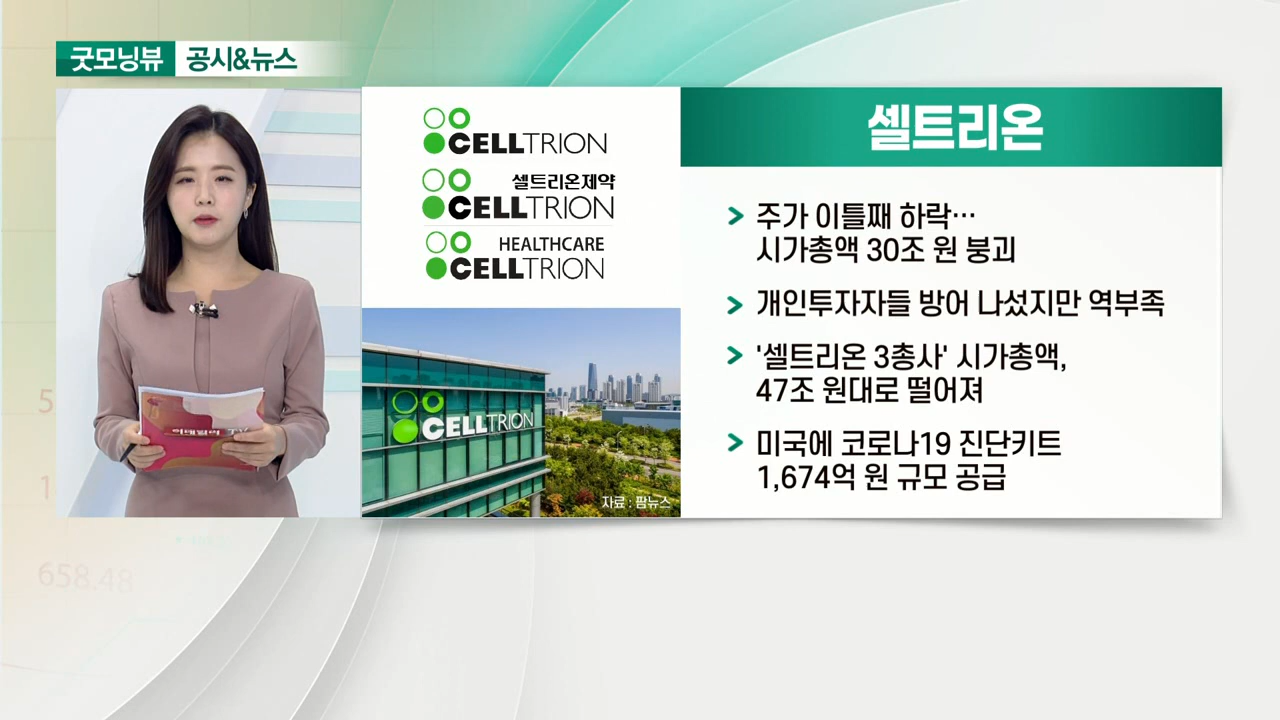 굿모닝뷰 공시&뉴스
CELLTRION
셀트리온제약
CELLTRION
HEALTHCARE
CELLTRION
CELLTRION
자료 : 팜뉴스
이데일리 TV
셀트리온
주가 이틀째 하락…
시가총액 30조 원 붕괴
개인투자자들 방어 나섰지만 역부족
'셀트리온 3총사' 시가총액,
47조 원대로 떨어져
미국에 코로나19 진단키트
1,674억 원 규모 공급
658.48